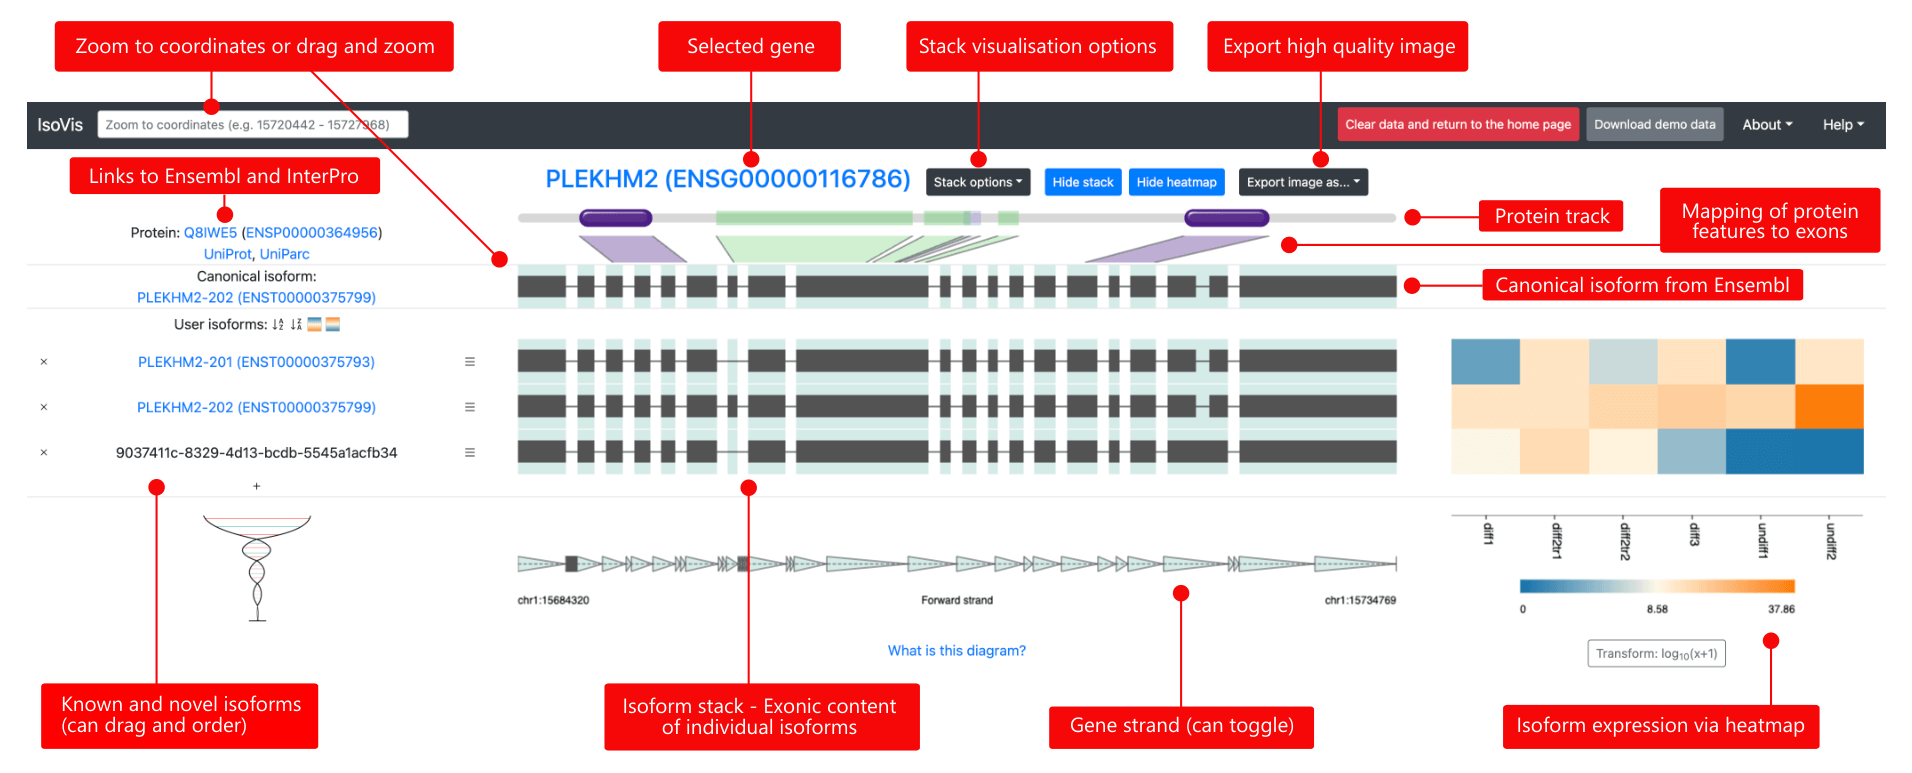 Zoom to coordinates or drag and zoom
Selected gene
Stack visualisation options
Export high quality image
IsoVis
Zoom to coordinates (e.g. 15720442 - 15727968)
Clear data and return to the home page
Download demo data
About
Help
Links to Ensembl and InterPro
PLEKHM2 (ENSG00000116786)
Stack options
Hide stack
Hide heatmap
Export image as...
Protein track
Mapping of protein
features to exons
Protein: Q8IWE5 (ENSP00000364956)
UniProt, UniParc
Canonical isoform:
PLEKHM2-202 (ENST00000375799)
Canonical isoform from Ensembl
User isoforms:
× PLEKHM2-201 (ENST00000375793)
× PLEKHM2-202 (ENST00000375799)
× 9037411c-8329-4d13-bcdb-5545a1acfb34
+
diff1
diff2tr1
diff2tr2
diff3
undiff1
undiff2
chr1:15684320
Forward strand
chr1:15734769
0
8.58
37.86
What is this diagram?
Transform: log₁₀(x+1)
Known and novel isoforms
(can drag and order)
Isoform stack - Exonic content
of individual isoforms
Gene strand (can toggle)
Isoform expression via heatmap